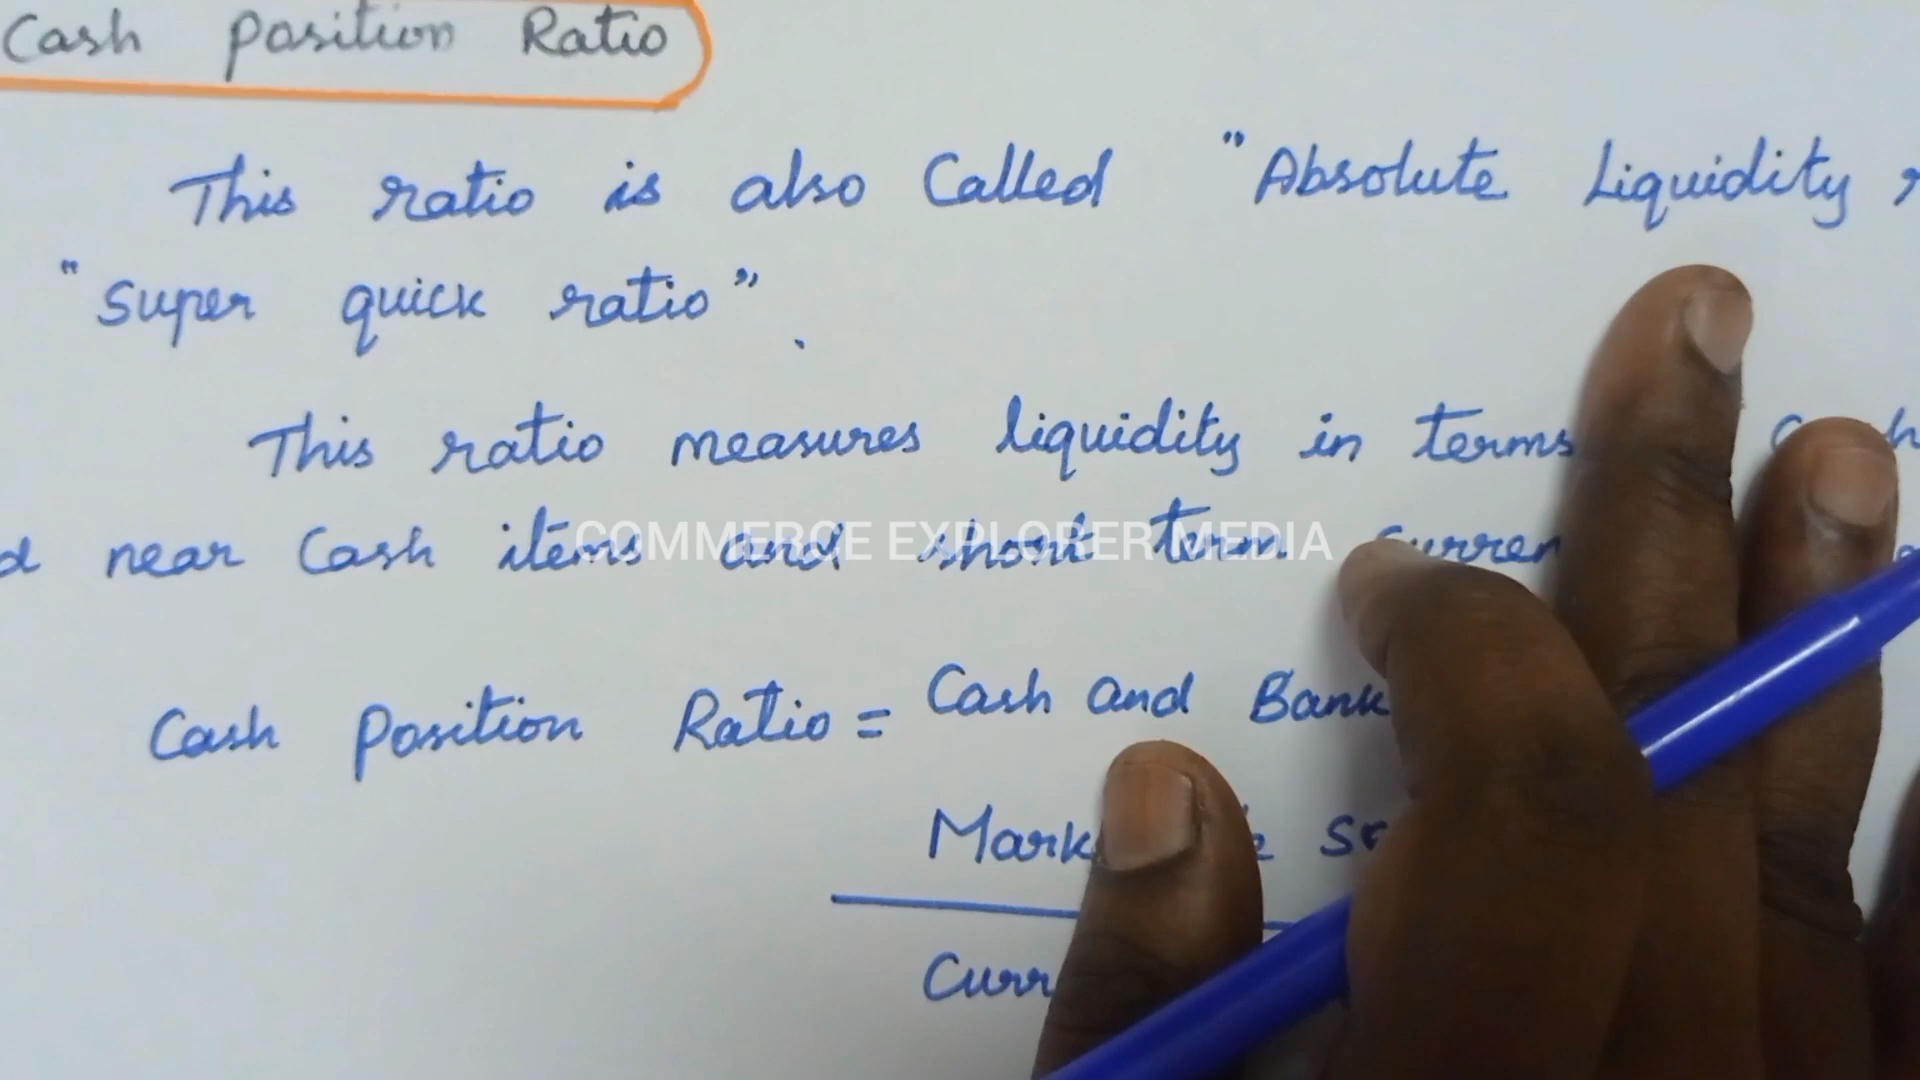 Cash Position Ratio
This ratio is also called "Absolute Liquidity
"Super quick ratio".
This ratio measures liquidity in terms
near cash items and short term
COMMERCE EXPLORER MEDIA
Cash Position Ratio = Cash and Bank